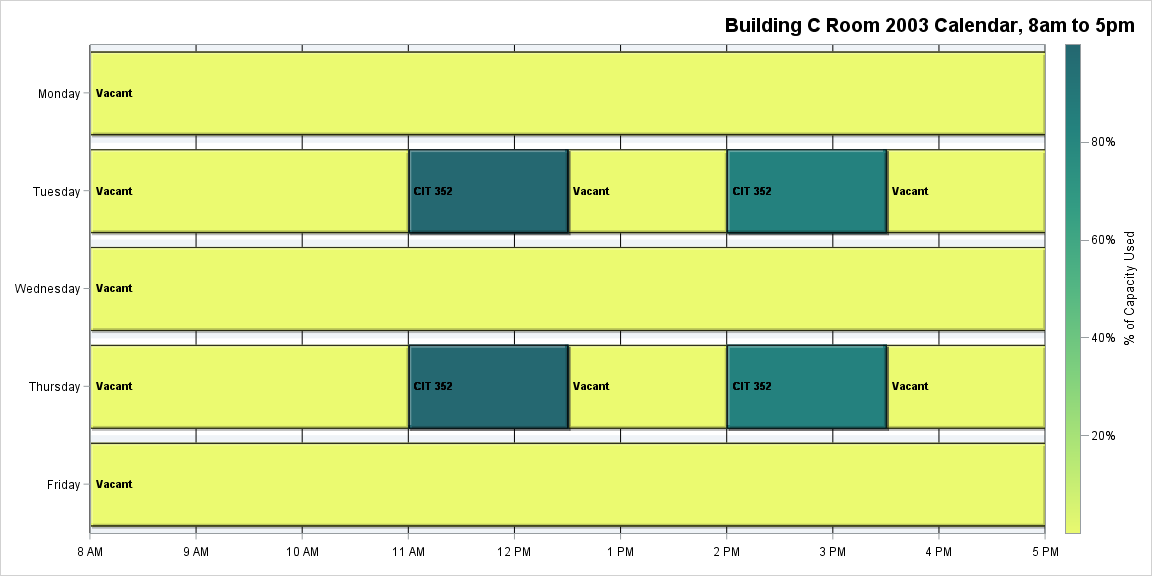 Building C Room 2003 Calendar, 8am to 5pm
Monday
Vacant
Tuesday
Vacant
CIT 352
Vacant
CIT 352
Vacant
Wednesday
Vacant
Thursday
Vacant
CIT 352
Vacant
CIT 352
Vacant
Friday
Vacant
8 AM
9 AM
10 AM
11 AM
12 PM
1 PM
2 PM
3 PM
4 PM
5 PM
80%
60%
40%
20%
% of Capacity Used